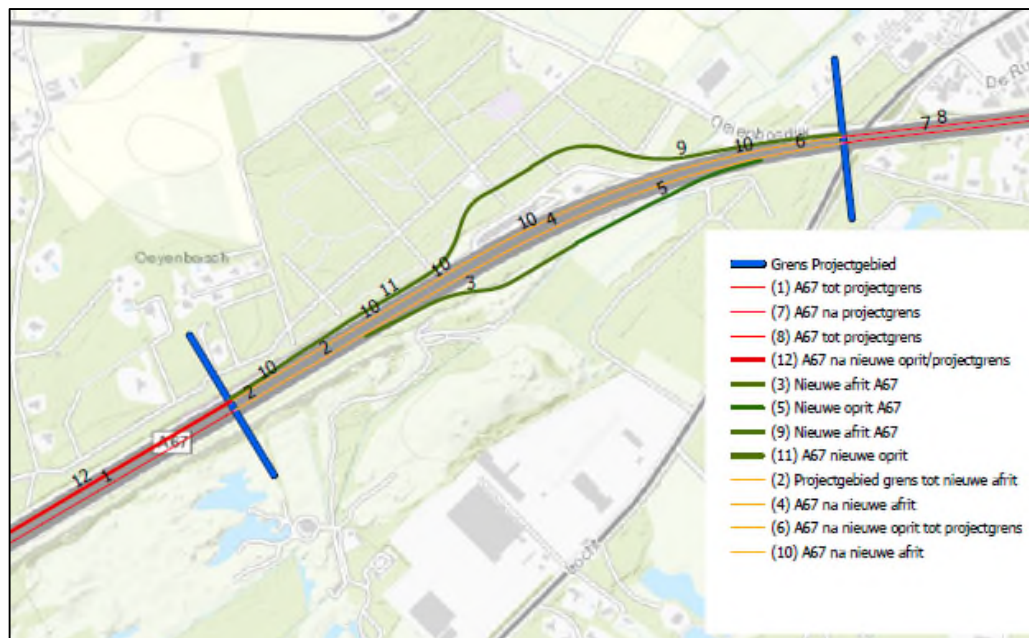 De Ru
7 8
Oeyenbosdijk
9
10
6
5
10
4
Oeyenbosch
10
11
3
10
2
10
2
A67
12
1
Grens Projectgebied
(1) A67 tot projectgrens
(7) A67 na projectgrens
(8) A67 tot projectgrens
(12) A67 na nieuwe oprit/projectgrens
(3) Nieuwe afrit A67
(5) Nieuwe oprit A67
(9) Nieuwe afrit A67
(11) A67 nieuwe oprit
(2) Projectgebied grens tot nieuwe afrit
(4) A67 na nieuwe afrit
(6) A67 na nieuwe oprit tot projectgrens
(10) A67 na nieuwe afrit